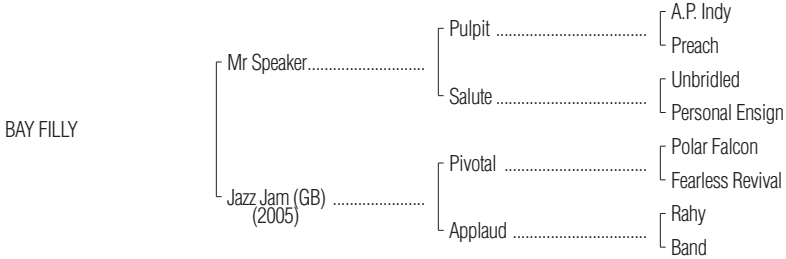 A.P. Indy
Pulpit ....................................
Preach
Mr Speaker............................
Unbridled
Salute ....................................
Personal Ensign
BAY FILLY
Polar Falcon
Pivotal ..................................
Fearless Revival
Jazz Jam (GB) ......................
(2005)
Rahy
Applaud ................................
Band